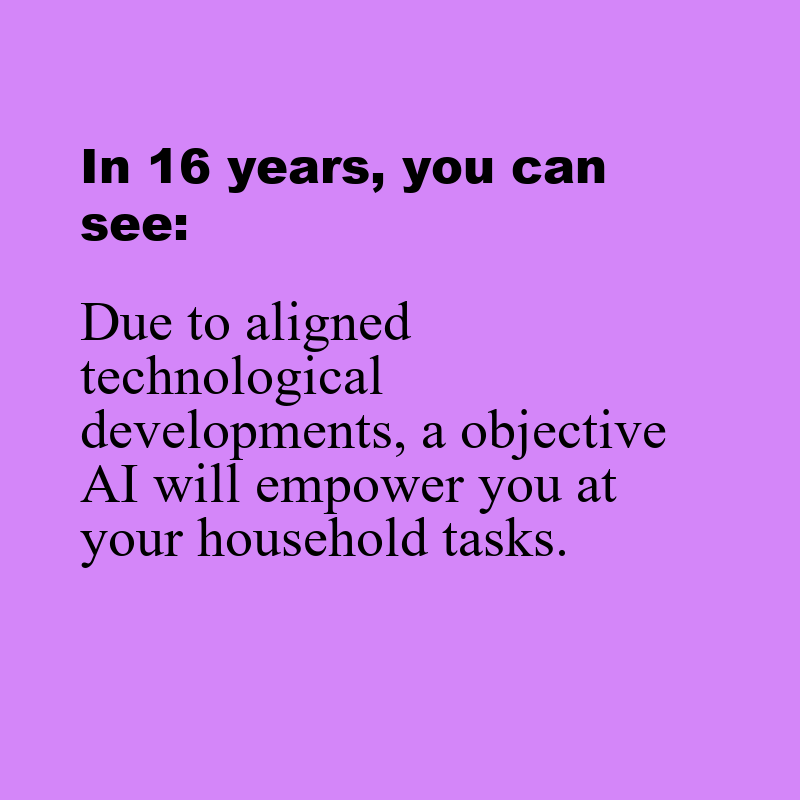 In 16 years, you can
see:
Due to aligned
technological
developments, a objective
AI will empower you at
your household tasks.